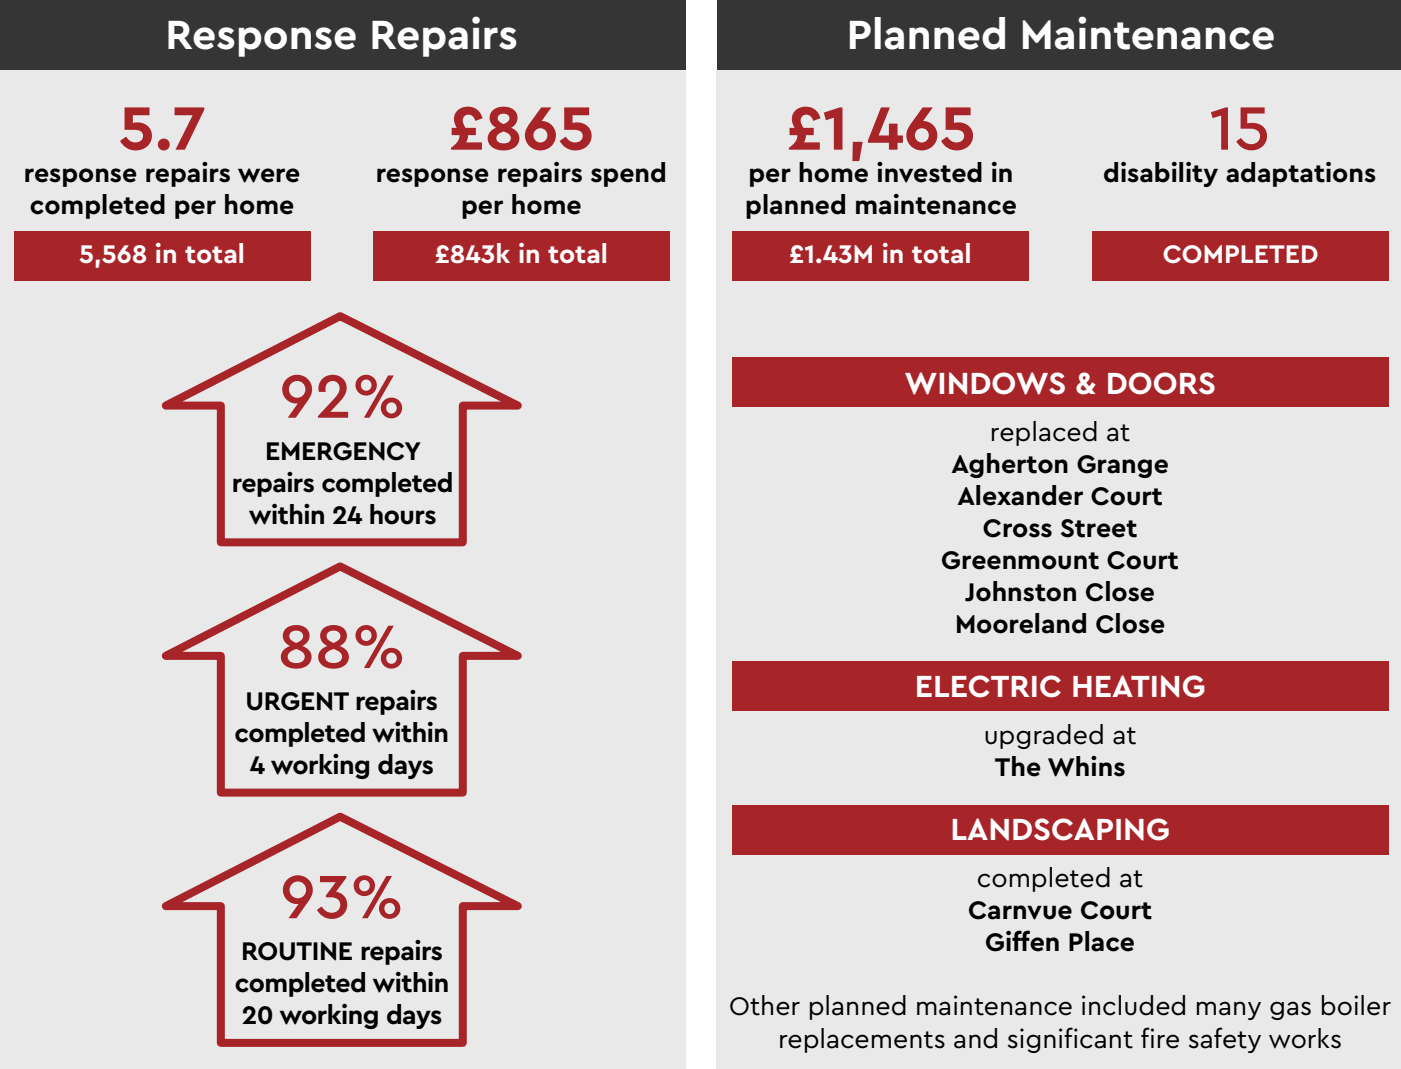 Response Repairs
5.7
response repairs were
completed per home
5,568 in total
£865
response repairs spend
per home
£843k in total
92%
EMERGENCY
repairs completed
within 24 hours
88%
URGENT repairs
completed within
4 working days
93%
ROUTINE repairs
completed within
20 working days
Planned Maintenance
£1,465
per home invested in
planned maintenance
£1.43M in total
15
disability adaptations
COMPLETED
WINDOWS & DOORS
replaced at
Agherton Grange
Alexander Court
Cross Street
Greenmount Court
Johnston Close
Mooreland Close
ELECTRIC HEATING
upgraded at
The Whins
LANDSCAPING
completed at
Carnvue Court
Giffen Place
Other planned maintenance included many gas boiler
replacements and significant fire safety works